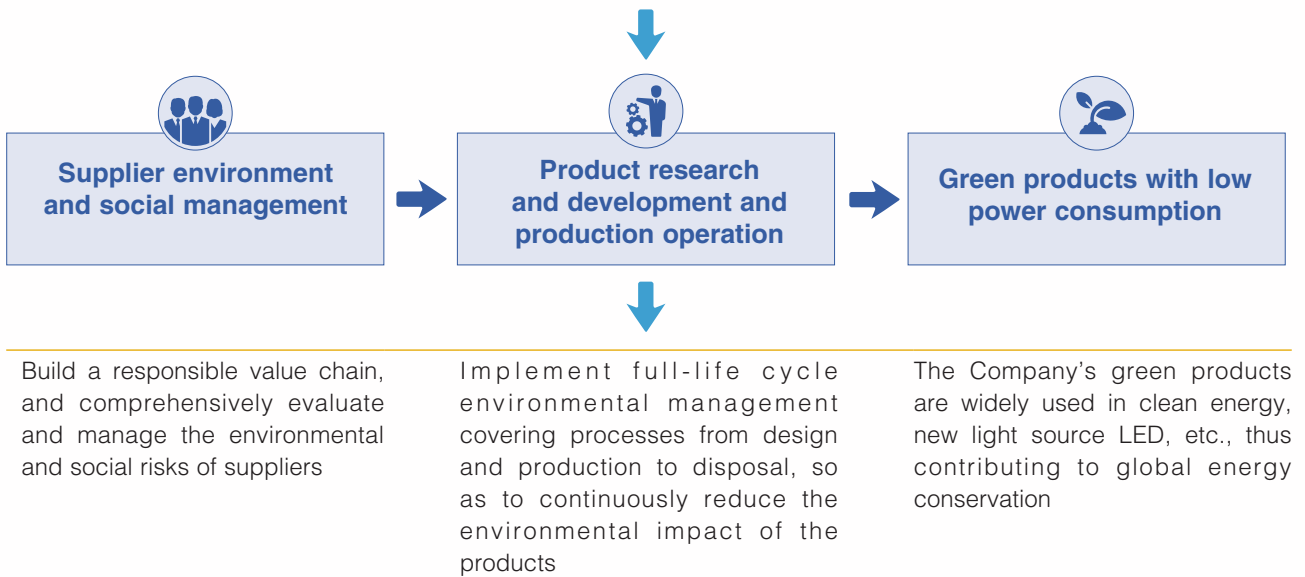 Supplier environment
and social management
Product research
and development and
production operation
Green products with low
power consumption
Build a responsible value chain,
and comprehensively evaluate
and manage the environmental
and social risks of suppliers
Implement full-life cycle
environmental management
covering processes from design
and production to disposal, so
as to continuously reduce the
environmental impact of the
products
The Company’s green products
are widely used in clean energy,
new light source LED, etc., thus
contributing to global energy
conservation